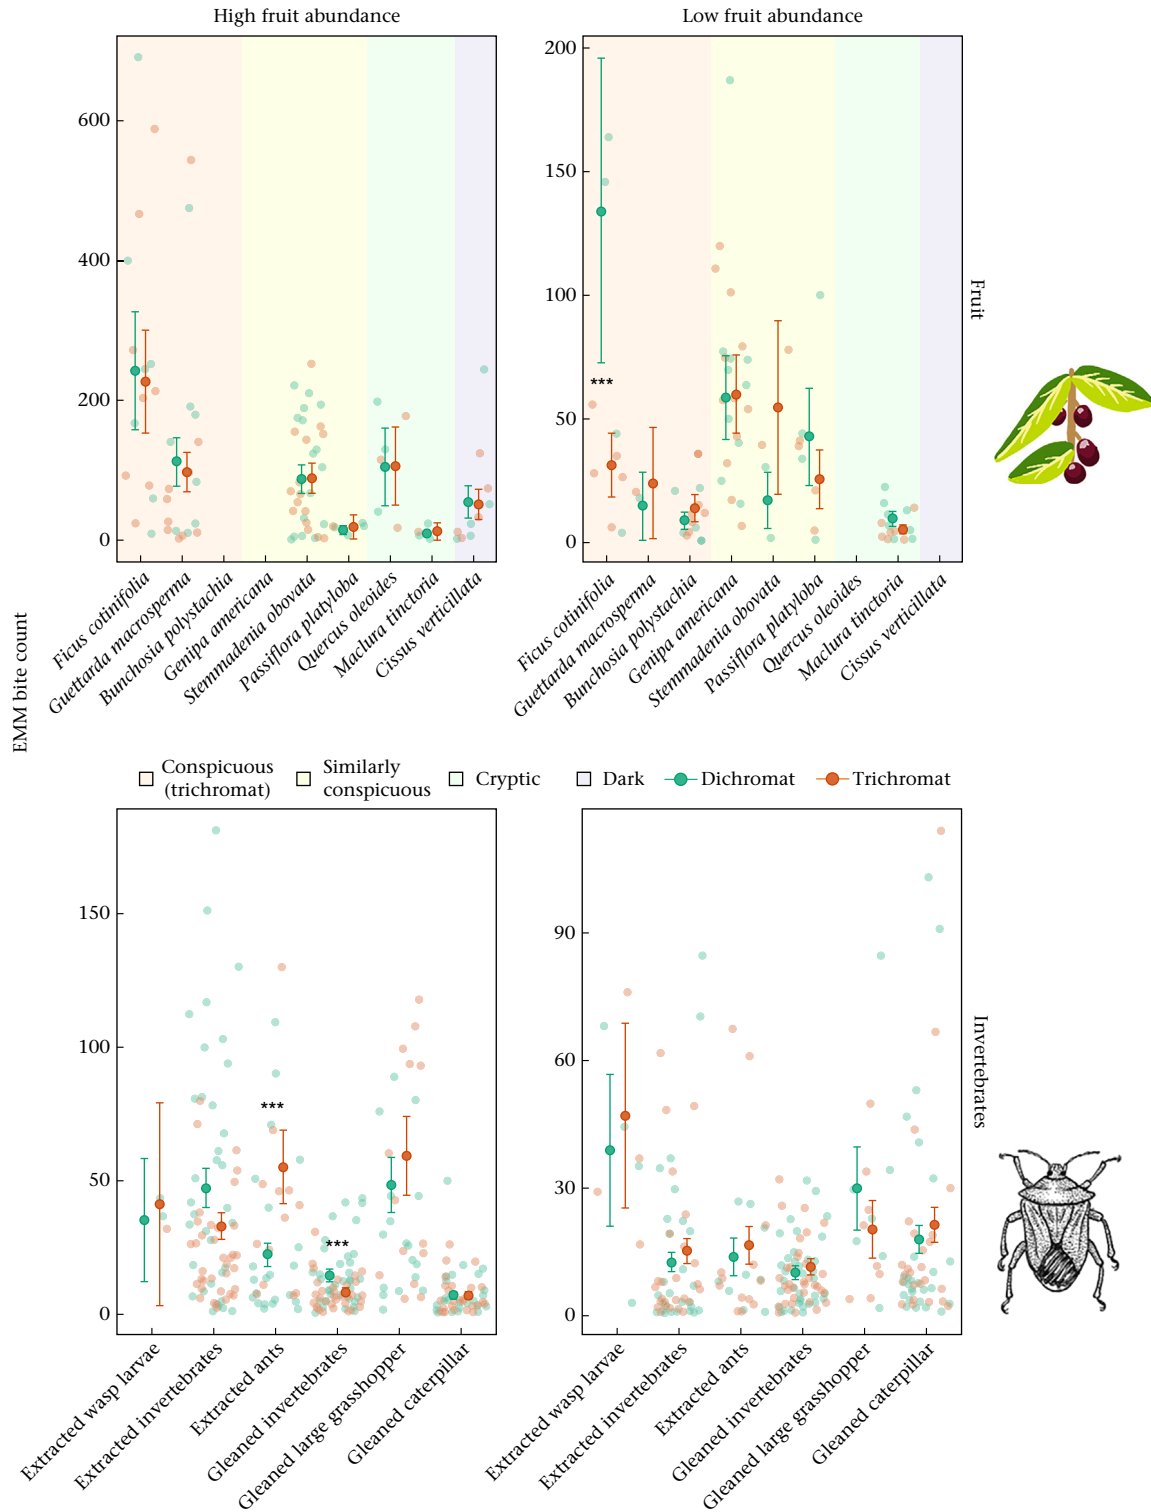 High fruit abundance
Low fruit abundance
600
400
200
0
200
150
100
50
0
***
Fruit
Ficus cotinifolia
Guettarda macrosperma
Bunchosia polystachia
Genipa americana
Stemmadenia obovata
Passiflora platyloba
Quercus oleoides
Maclura tinctoria
Cissus verticillata
Ficus cotinifolia
Guettarda macrosperma
Bunchosia polystachia
Genipa americana
Stemmadenia obovata
Passiflora platyloba
Quercus oleoides
Maclura tinctoria
Cissus verticillata
EMM bite count
Conspicuous
(trichromat)
Similarly
conspicuous
Cryptic
Dark
Dichromat
Trichromat
150
100
50
0
***
***
90
60
30
0
Invertebrates
Extracted wasp larvae
Extracted invertebrates
Extracted ants
Gleaned invertebrates
Gleaned large grasshopper
Gleaned caterpillar
Extracted wasp larvae
Extracted invertebrates
Extracted ants
Gleaned invertebrates
Gleaned large grasshopper
Gleaned caterpillar